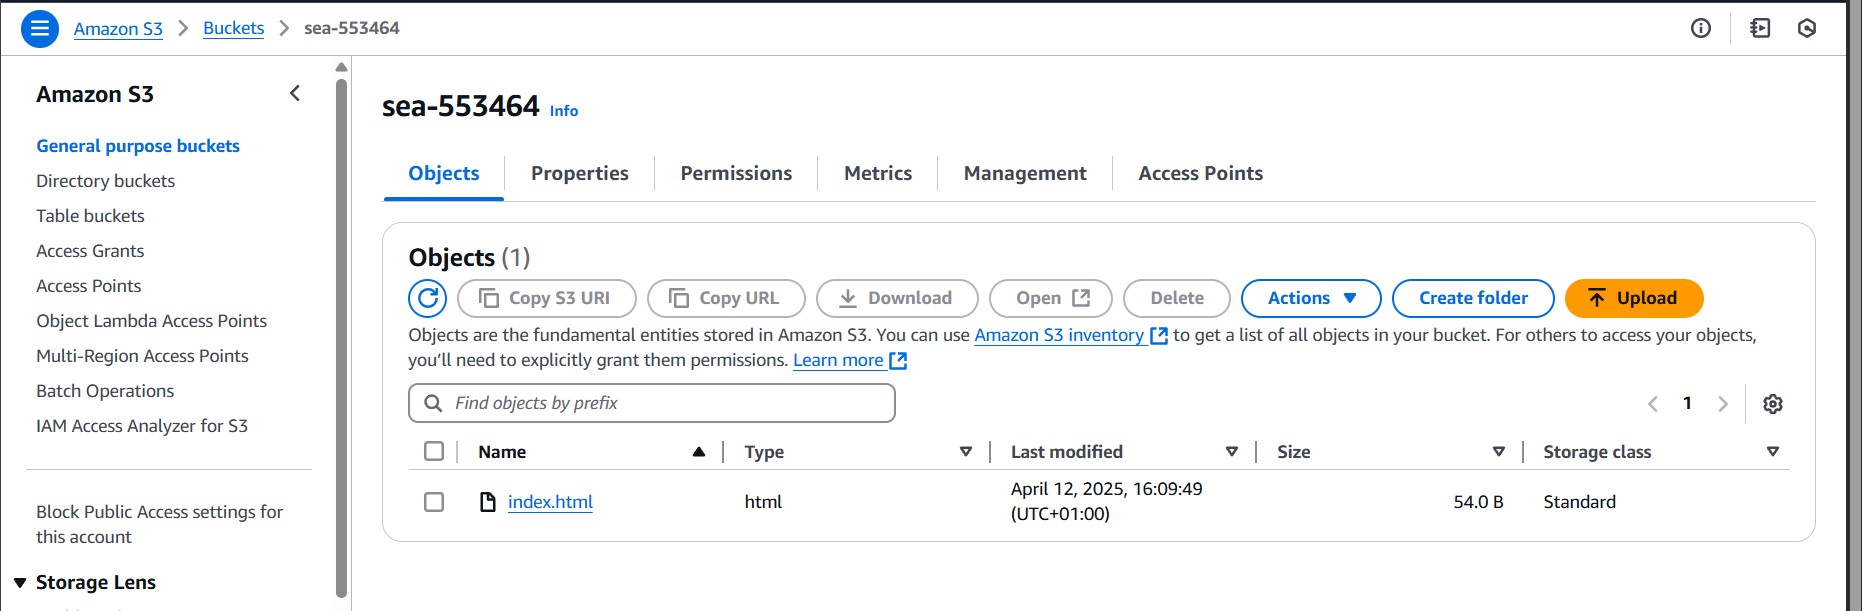 Amazon S3 > Buckets > sea-553464
Amazon S3
General purpose buckets
Directory buckets
Table buckets
Access Grants
Access Points
Object Lambda Access Points
Multi-Region Access Points
Batch Operations
IAM Access Analyzer for S3
Block Public Access settings for
this account
Storage Lens
sea-553464 Info
Objects Properties Permissions Metrics Management Access Points
Objects (1)
Copy S3 URI Copy URL Download Open Delete Actions Create folder Upload
Objects are the fundamental entities stored in Amazon S3. You can use Amazon S3 inventory to get a list of all objects in your bucket. For others to access your objects,
you’ll need to explicitly grant them permissions. Learn more
Find objects by prefix
1
Name Type Last modified Size Storage class
index.html html April 12, 2025, 16:09:49 54.0 B Standard
(UTC+01:00)